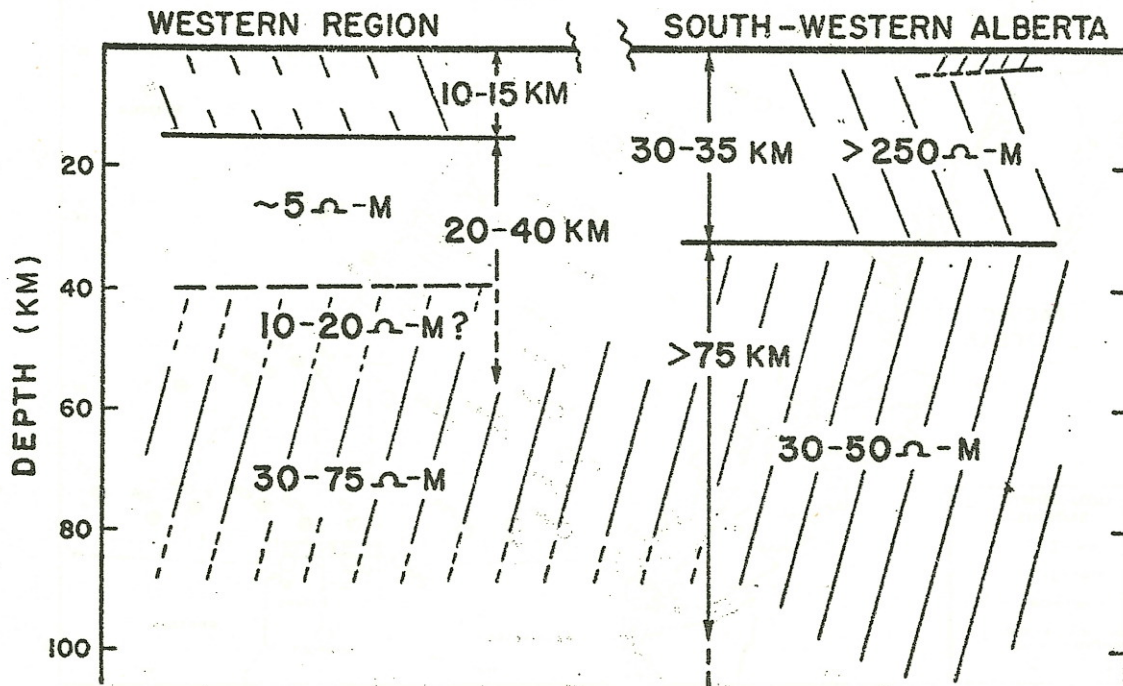 WESTERN REGION
SOUTH-WESTERN ALBERTA
10-15 KM
30-35 KM
>250Ω-M
20
~5Ω-M
20-40 KM
40
10-20Ω-M?
>75 KM
60
30-75Ω-M
30-50Ω-M
80
100
DEPTH (KM)